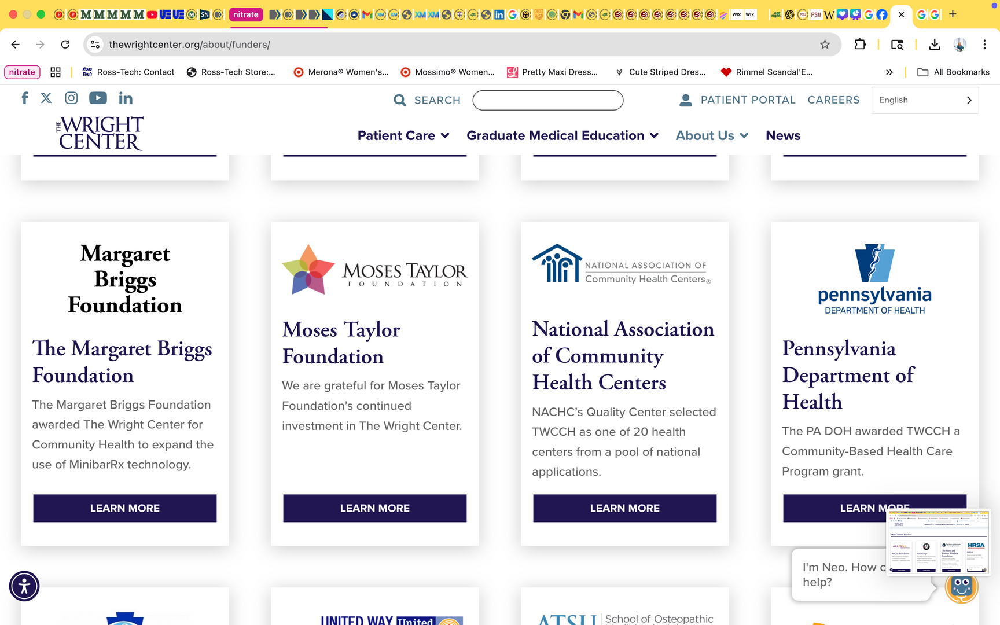 nitrate
thewrightcenter.org/about/funders/
nitrate
Ross-Tech: Contact
Ross-Tech Store:...
Merona® Women's...
Mossimo® Women...
Pretty Maxi Dress...
Cute Striped Dres...
Rimmel Scandal'E...
All Bookmarks
SEARCH
PATIENT PORTAL
CAREERS
English
THE WRIGHT
CENTER
Patient Care
Graduate Medical Education
About Us
News
Margaret
Briggs
Foundation
The Margaret Briggs
Foundation
The Margaret Briggs Foundation
awarded The Wright Center for
Community Health to expand the
use of MinibarRx technology.
LEARN MORE
MOSES TAYLOR
FOUNDATION
Moses Taylor
Foundation
We are grateful for Moses Taylor
Foundation’s continued
investment in The Wright Center.
LEARN MORE
NATIONAL ASSOCIATION OF
Community Health Centers®
National Association
of Community
Health Centers
NACHC’s Quality Center selected
TWCCH as one of 20 health
centers from a pool of national
applications.
LEARN MORE
pennsylvania
DEPARTMENT OF HEALTH
Pennsylvania
Department of
Health
The PA DOH awarded TWCCH a
Community-Based Health Care
Program grant.
LEARN MORE
I'm Neo. How c
help?
UNITED WAY United
ATSU School of Osteopathic